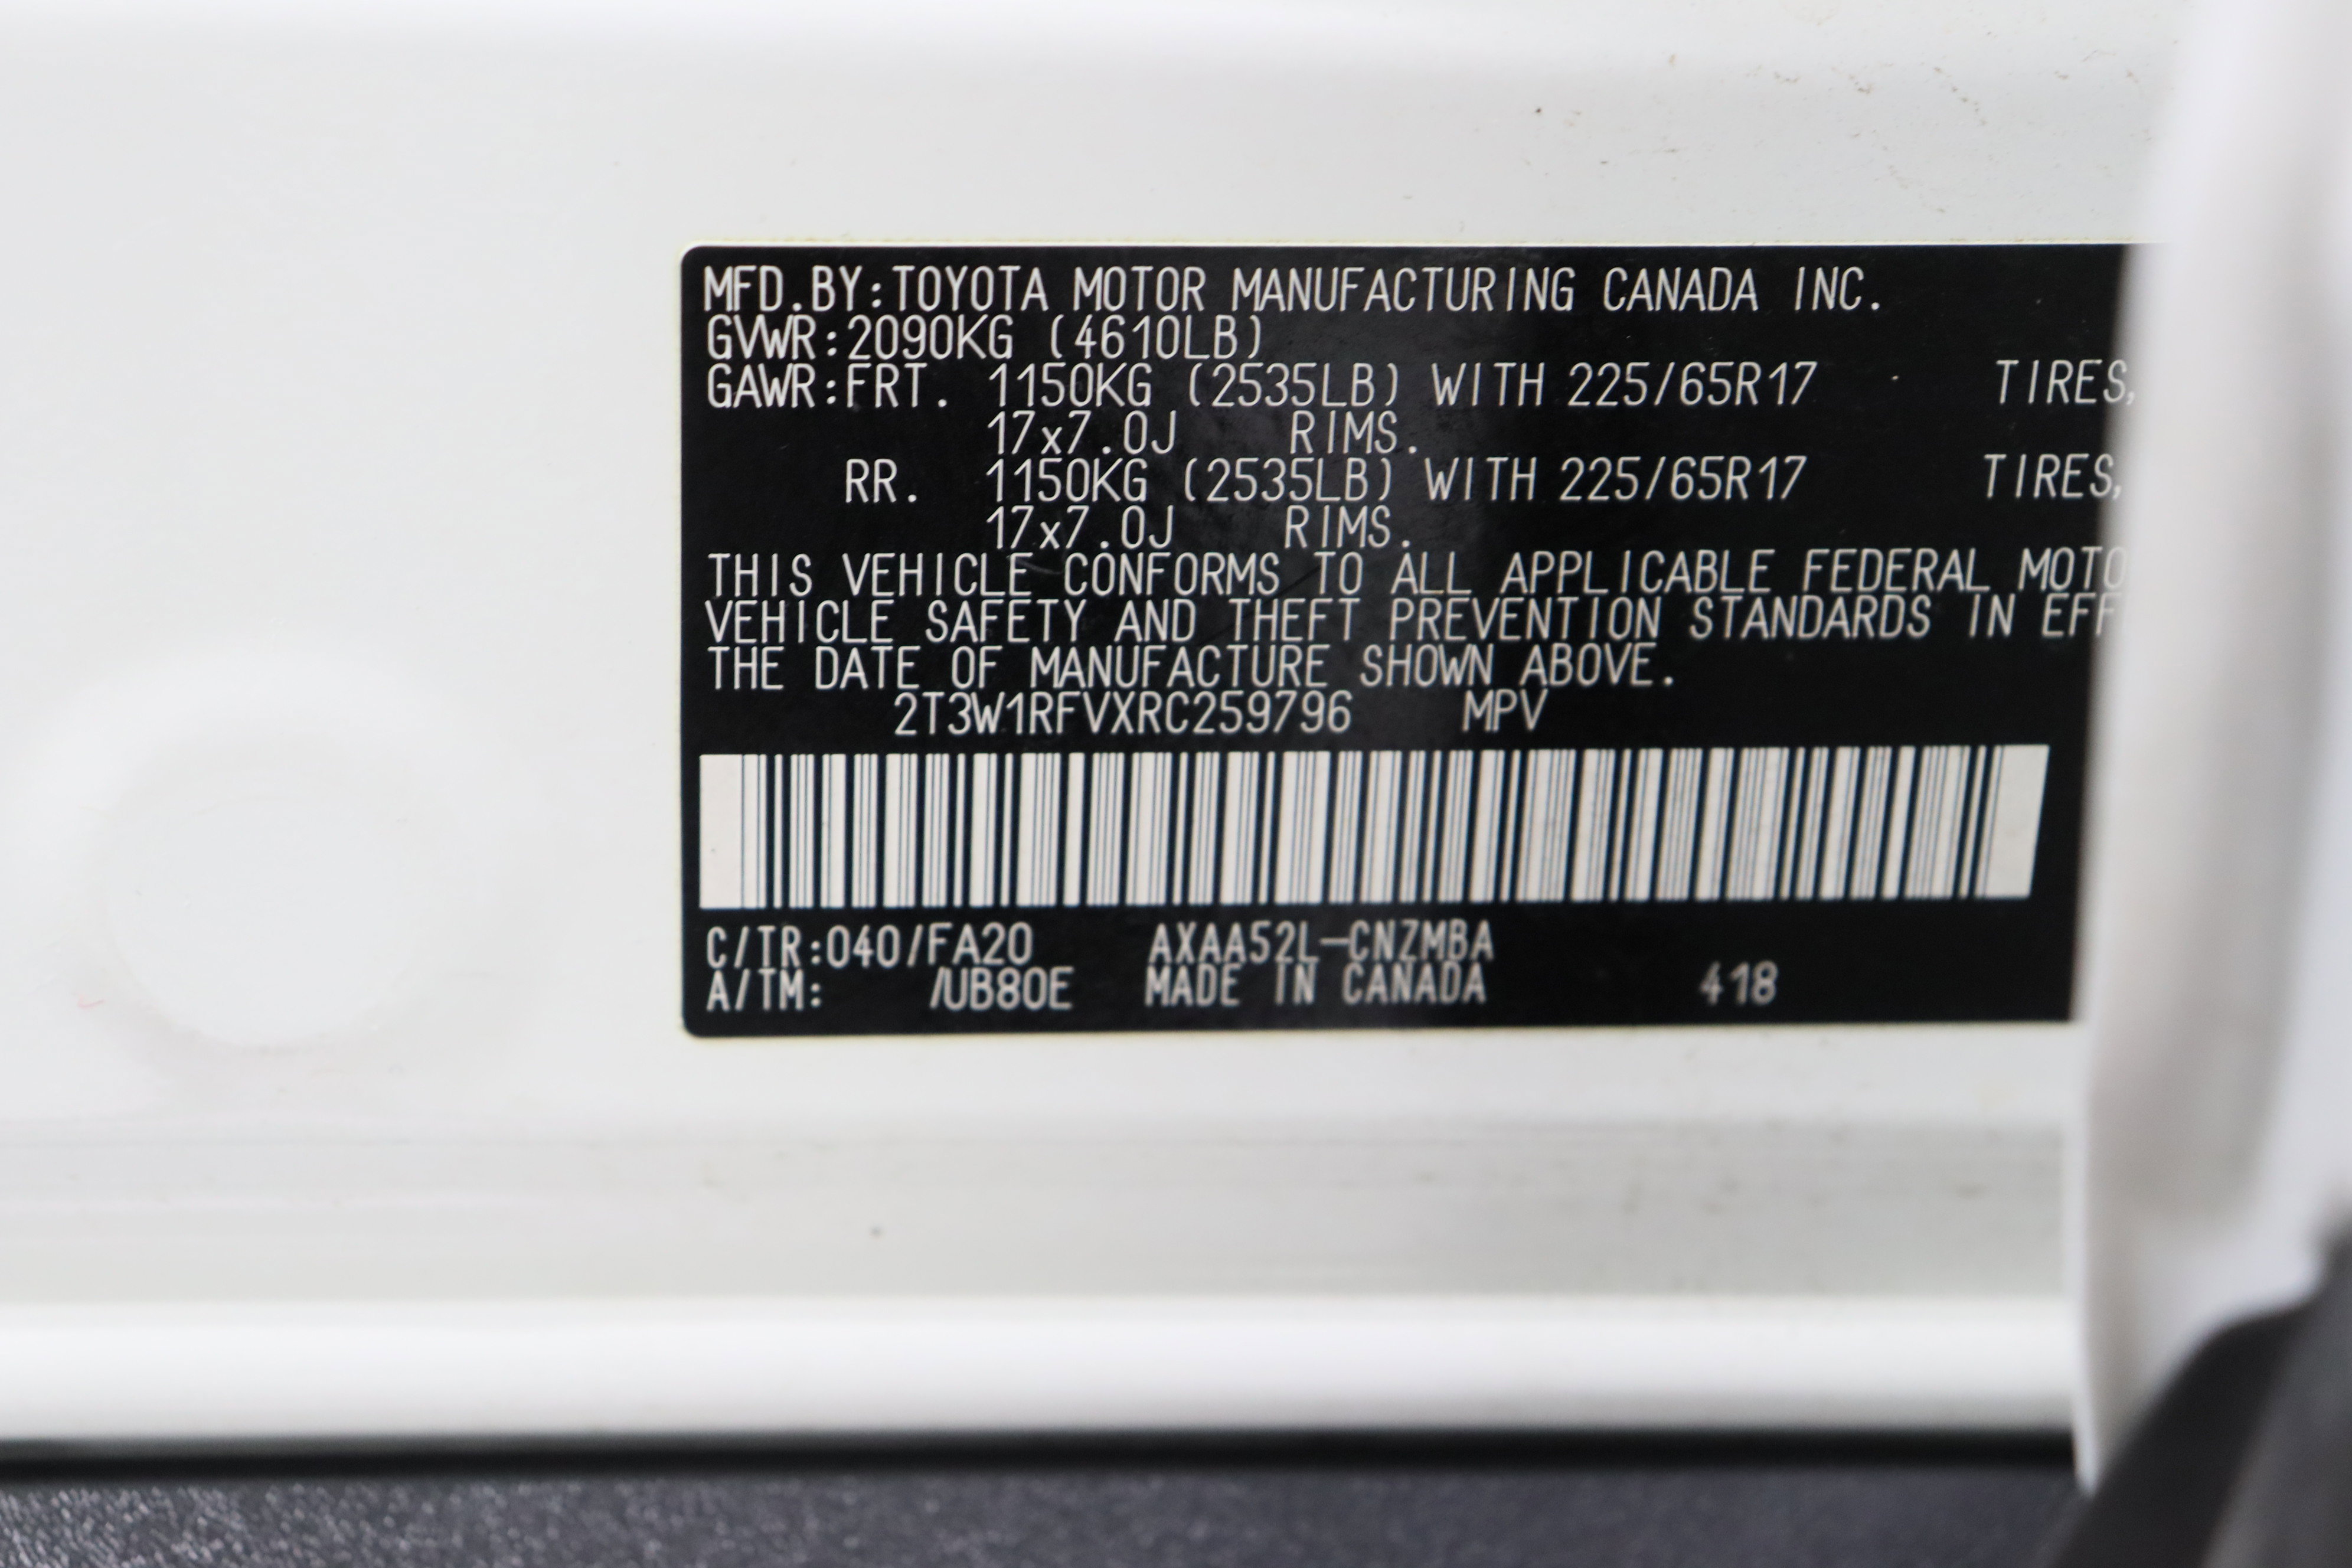 MFD.BY:TOYOTA MOTOR MANUFACTURING CANADA INC.
GVWR:2090KG (4610LB)
GAWR:FRT. 1150KG (2535LB) WITH 225/65R17 TIRES,
17x7.0J RIMS.
RR. 1150KG (2535LB) WITH 225/65R17 TIRES,
17x7.0J RIMS.
THIS VEHICLE CONFORMS TO ALL APPLICABLE FEDERAL MOTO
VEHICLE SAFETY AND THEFT PREVENTION STANDARDS IN EFF
THE DATE OF MANUFACTURE SHOWN ABOVE.
2T3W1RFVXRC259796 MPV
C/TR:040/FA20 AXAA52L-CNZMBA
A/TM: /UB80E MADE IN CANADA 418